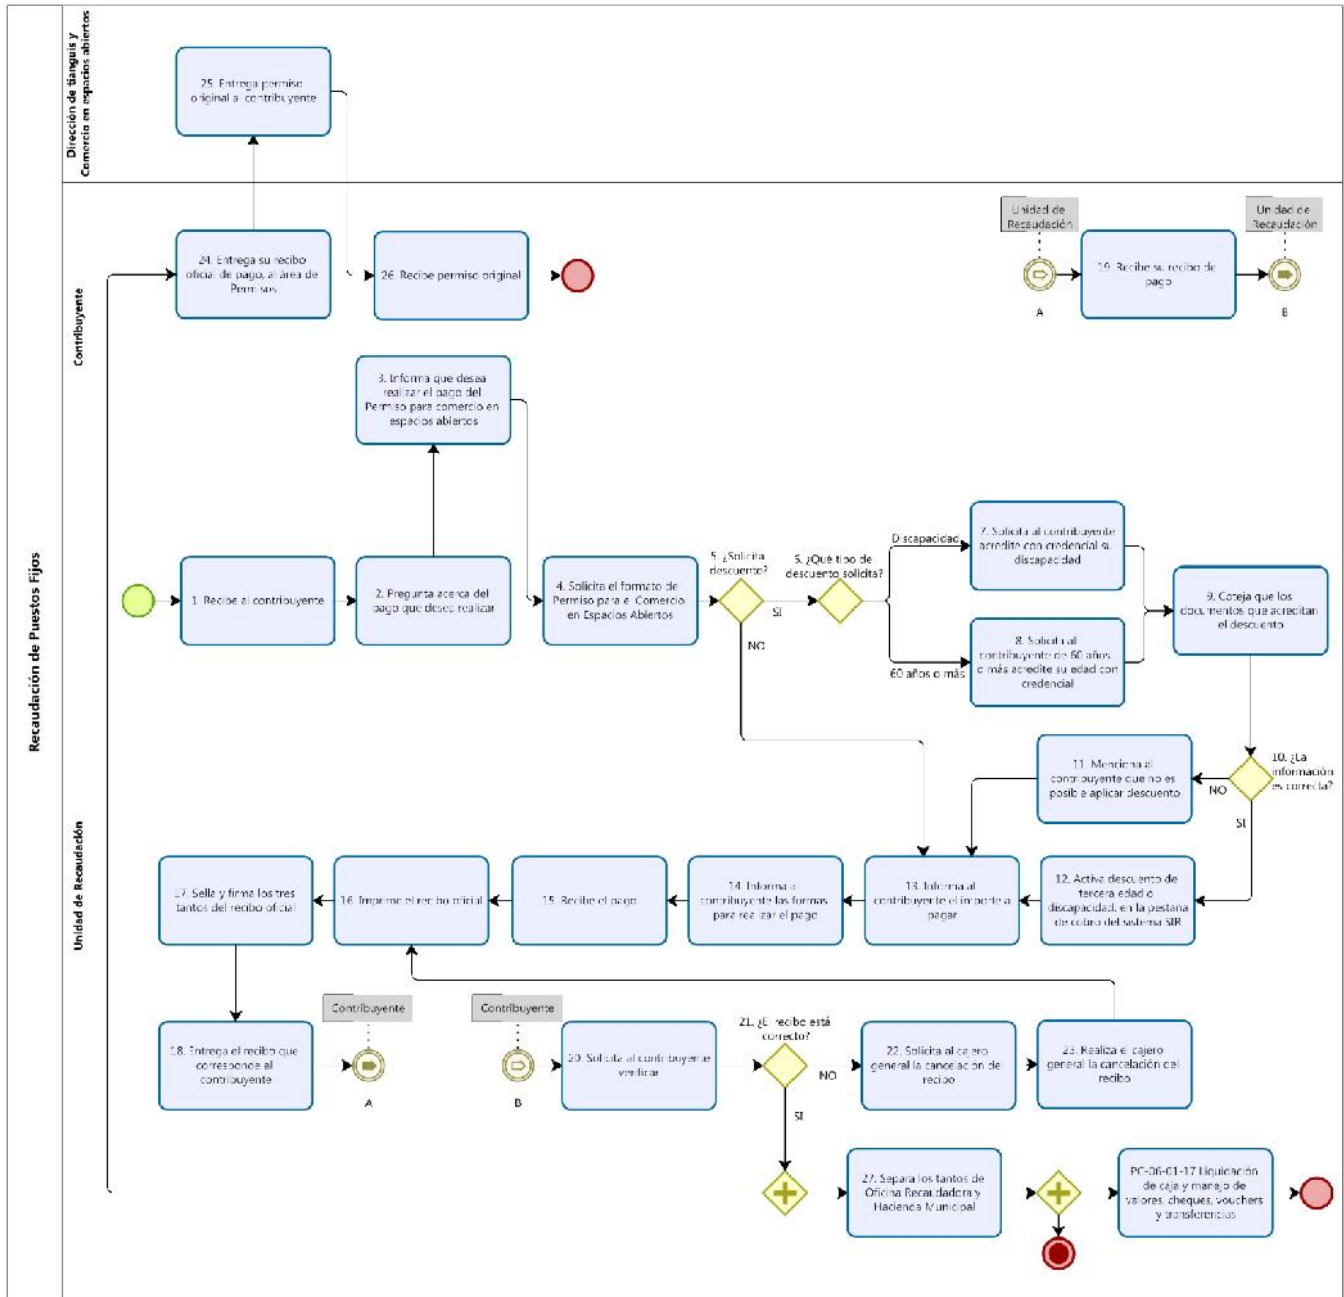 Recaudación de Puestos Fijos
Dirección de tianguis y
Comercio en espacios abiertos
25. Entrega permiso
original al contribuyente
Contribuyente
24. Entrega su recibo
oficial de pago, al área de
Permisos
26. Recibe permiso original
Unidad de
Recaudación
A
19. Recibe su recibo de
pago
Unidad de
Recaudación
B
3. Informa que desea
realizar el pago del
Permiso para comercio en
espacios abiertos
Unidad de Recaudación
1. Recibe al contribuyente
2. Pregunta acerca del
pago que desea realizar
4. Solicita el formato de
Permiso para el Comercio
en Espacios Abiertos
5. ¿Solicita
descuento?
SI
NO
5. ¿Qué tipo de
descuento solicita?
Discapacidad
60 años o más
7. Solicita al contribuyente
acredite con credencial su
discapacidad
8. Solicita al
contribuyente de 60 años
o más acredite su edad con
credencial
9. Coteja que los
documentos que acreditan
el descuento
10. ¿La
información
es correcta?
NO
SI
11. Menciona al
contribuyente que no es
posible aplicar descuento
12. Activa descuento de
tercera edad o
discapacidad, en la pestaña
de cobro del sistema SIR
13. Informa al
contribuyente el importe a
pagar
14. Informa a
contribuyente las formas
para realizar el pago
15. Recibe el pago
16. Imprime el recibo oficial
17. Sella y firma los tres
tantos del recibo oficial
18. Entrega el recibo que
corresponde al
contribuyente
Contribuyente
A
Contribuyente
B
20. Solicita al contribuyente
verificar
21. ¿El recibo está
correcto?
NO
SI
22. Solicita al cajero
general la cancelación de
recibo
23. Realiza el cajero
general la cancelación del
recibo
27. Separa los tantos de
Oficina Recaudadora y
Hacienda Municipal
PC-06-01-17 Liquidación
de caja y manejo de
valores, cheques, vouchers
y transferencias